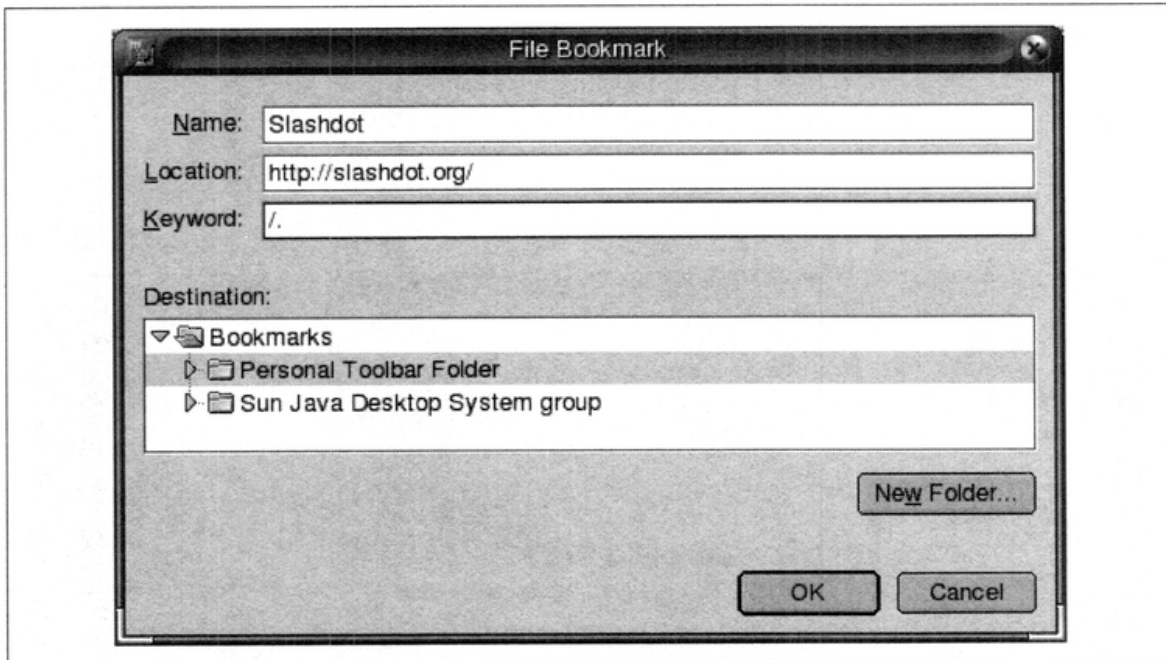 File Bookmark
Name: Slashdot
Location: http://slashdot.org/
Keyword: /.
Destination:
Bookmarks
Personal Toolbar Folder
Sun Java Desktop System group
New Folder...
OK Cancel